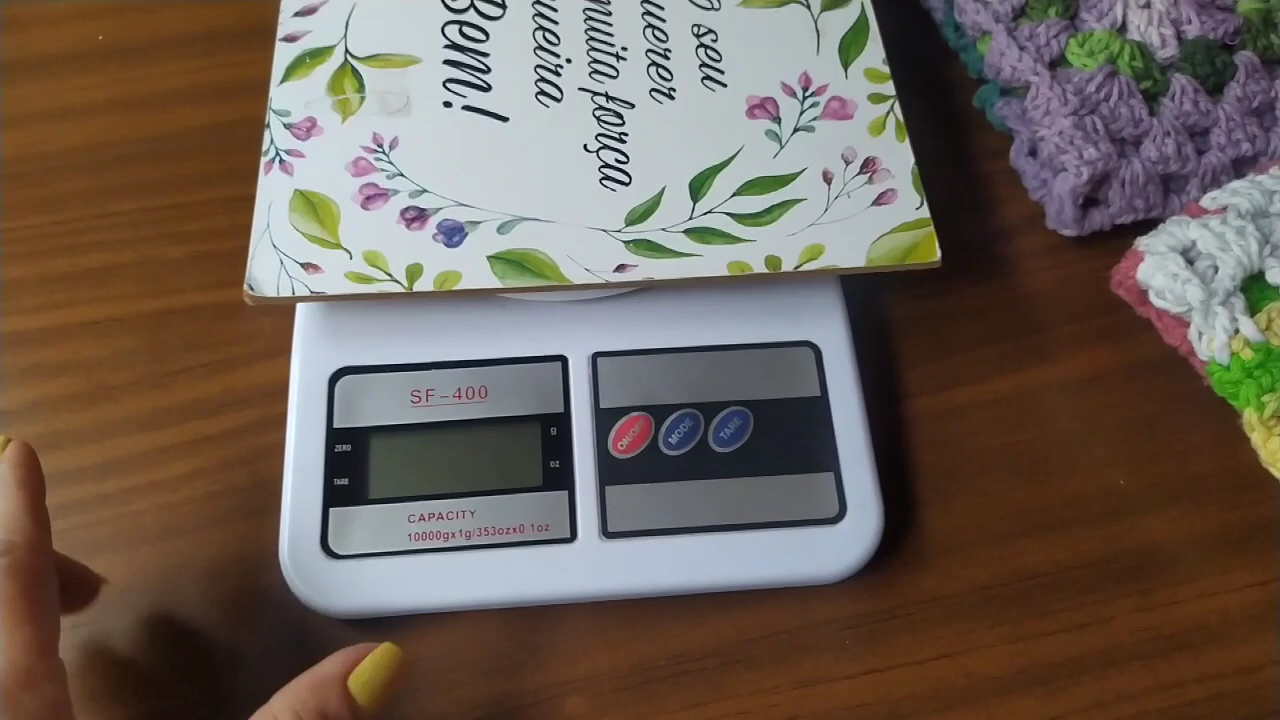 O seu
querer
muita força
queira
Bem!
SF-400
ZERO
TARE
g
oz
CAPACITY
10000gx1g/353ozx0.1oz
ON/OFF
MODE
TARE